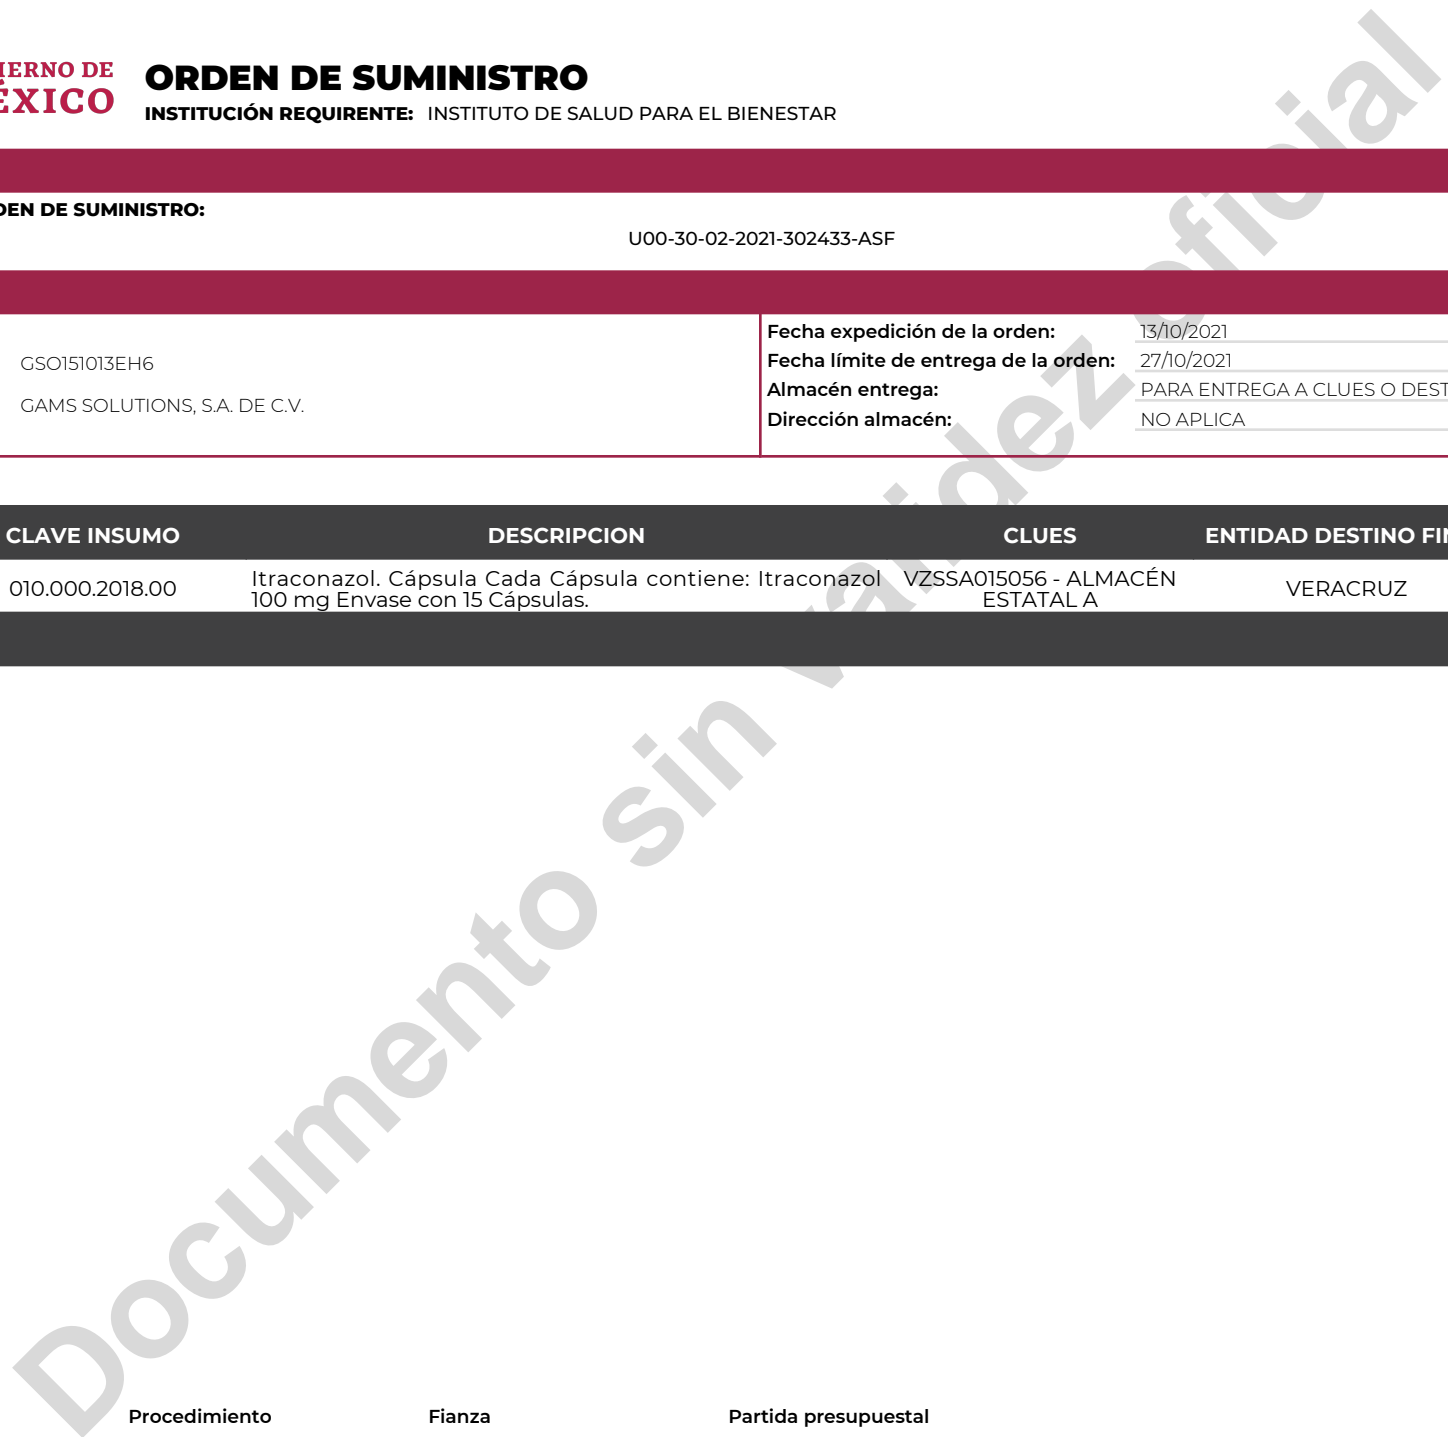 IERNO DE
ÉXICO
ORDEN DE SUMINISTRO
INSTITUCIÓN REQUIRENTE: INSTITUTO DE SALUD PARA EL BIENESTAR
DEN DE SUMINISTRO:
U00-30-02-2021-302433-ASF
GSO151013EH6
GAMS SOLUTIONS, S.A. DE C.V.
Fecha expedición de la orden: 13/10/2021
Fecha límite de entrega de la orden: 27/10/2021
Almacén entrega: PARA ENTREGA A CLUES O DEST
Dirección almacén: NO APLICA
CLAVE INSUMO DESCRIPCION CLUES ENTIDAD DESTINO FIN
010.000.2018.00
Itraconazol. Cápsula Cada Cápsula contiene: Itraconazol
100 mg Envase con 15 Cápsulas.
VZSSA015056 - ALMACÉN
ESTATAL A
VERACRUZ
Documento sin validez oficial
Procedimiento Fianza Partida presupuestal